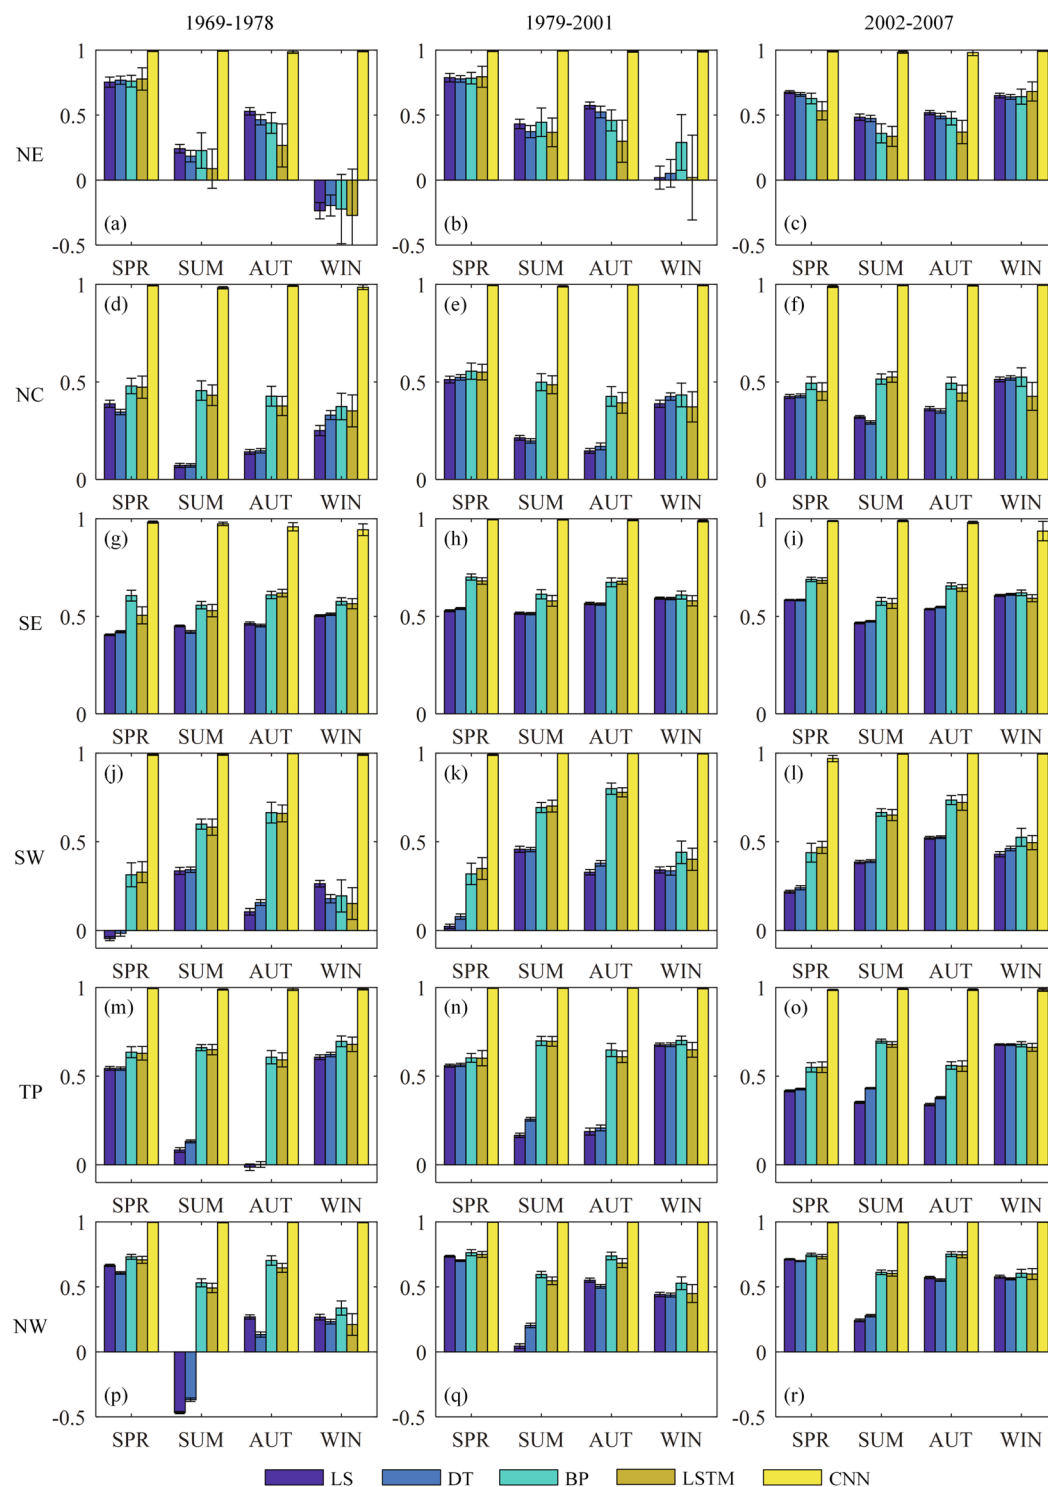 1969-1978 1979-2001 2002-2007
1 1 1
0.5 0.5 0.5
NE
0 0 0
(a) (b) (c)
-0.5 -0.5 -0.5
SPR SUM AUT WIN SPR SUM AUT WIN SPR SUM AUT WIN
1 1 1
(d) (e) (f)
NC 0.5 0.5 0.5
0 0 0
SPR SUM AUT WIN SPR SUM AUT WIN SPR SUM AUT WIN
1 1 1
(g) (h) (i)
SE 0.5 0.5 0.5
0 0 0
SPR SUM AUT WIN SPR SUM AUT WIN SPR SUM AUT WIN
1 1 1
(j) (k) (l)
SW 0.5 0.5 0.5
0 0 0
SPR SUM AUT WIN SPR SUM AUT WIN SPR SUM AUT WIN
1 1 1
(m) (n) (o)
TP 0.5 0.5 0.5
0 0 0
SPR SUM AUT WIN SPR SUM AUT WIN SPR SUM AUT WIN
1 1 1
0.5 0.5 0.5
NW
0 0 0
(p) (q) (r)
-0.5 -0.5 -0.5
SPR SUM AUT WIN SPR SUM AUT WIN SPR SUM AUT WIN
LS DT BP LSTM CNN